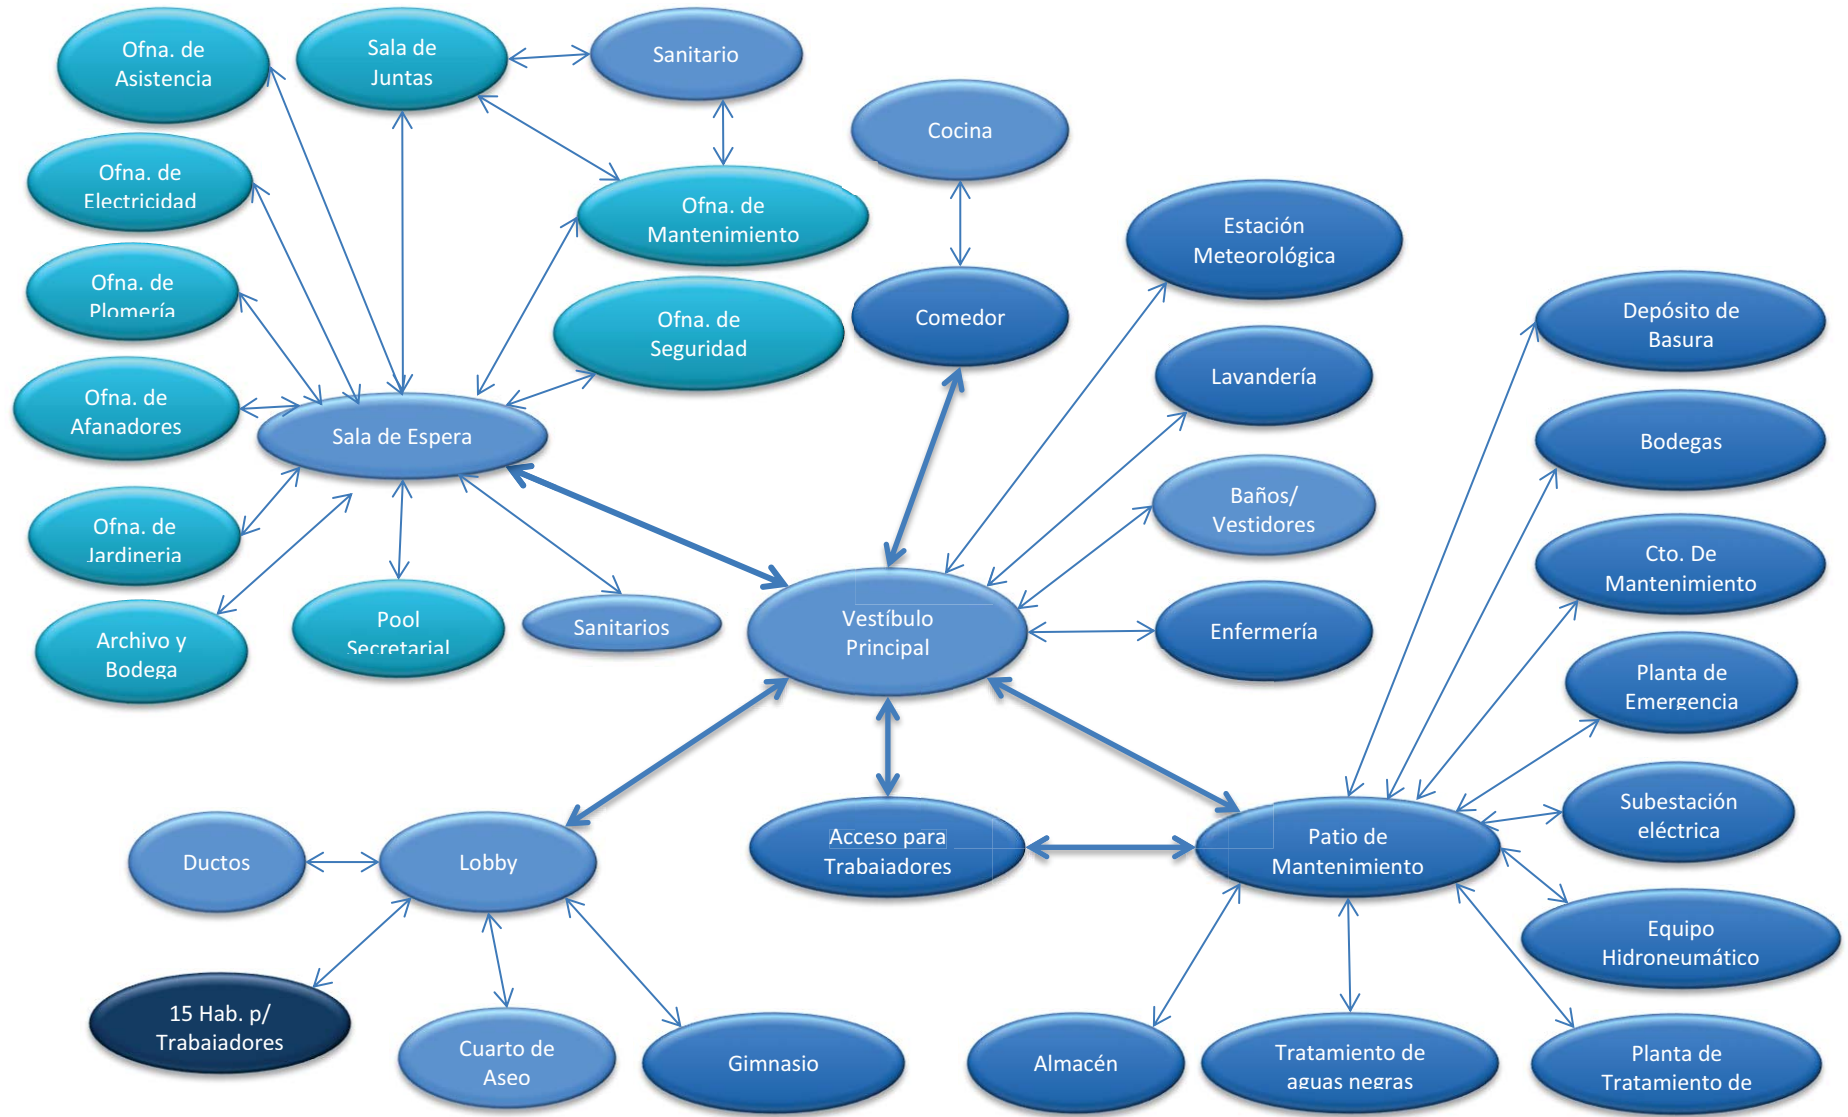 Ofna. de
Asistencia
Sala de
Juntas
Sanitario
Cocina
Ofna. de
Electricidad
Ofna. de
Mantenimiento
Estación
Meteorológica
Ofna. de
Plomería
Ofna. de
Seguridad
Comedor
Depósito de
Basura
Lavandería
Ofna. de
Afanadores
Sala de Espera
Bodegas
Baños/
Vestidores
Ofna. de
Jardineria
Cto. De
Mantenimiento
Archivo y
Bodega
Pool
Secretarial
Sanitarios
Vestíbulo
Principal
Enfermería
Planta de
Emergencia
Subestación
eléctrica
Ductos
Lobby
Acceso para
Trabajadores
Patio de
Mantenimiento
Equipo
Hidroneumático
15 Hab. p/
Trabajadores
Cuarto de
Aseo
Gimnasio
Almacén
Tratamiento de
aguas negras
Planta de
Tratamiento de